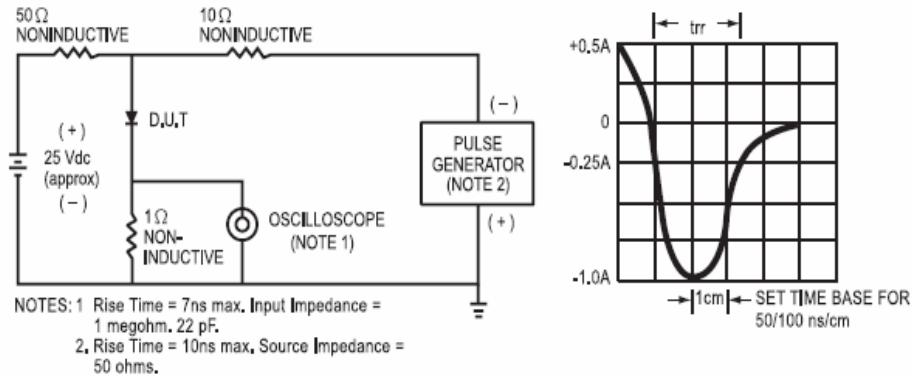 50Ω
NONINDUCTIVE
10Ω
NONINDUCTIVE
(+)
25 Vdc
(approx)
(−)
D.U.T
1Ω
NON-
INDUCTIVE
OSCILLOSCOPE
(NOTE 1)
(−)
PULSE
GENERATOR
(NOTE 2)
(+)
NOTES: 1 Rise Time = 7ns max. Input Impedance =
1 megohm. 22 pF.
2. Rise Time = 10ns max. Source Impedance =
50 ohms.
trr
+0.5A
0
-0.25A
-1.0A
1cm
SET TIME BASE FOR
50/100 ns/cm